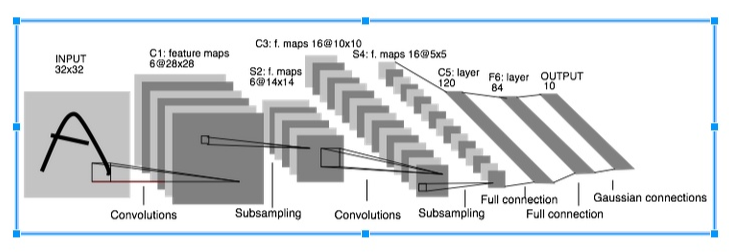 INPUT
32x32
C1: feature maps
6@28x28
S2: f. maps
6@14x14
C3: f. maps 16@10x10
S4: f. maps 16@5x5
C5: layer
120
F6: layer
84
OUTPUT
10
A
Convolutions
Subsampling
Convolutions
Subsampling
Full connection
Full connection
Gaussian connections